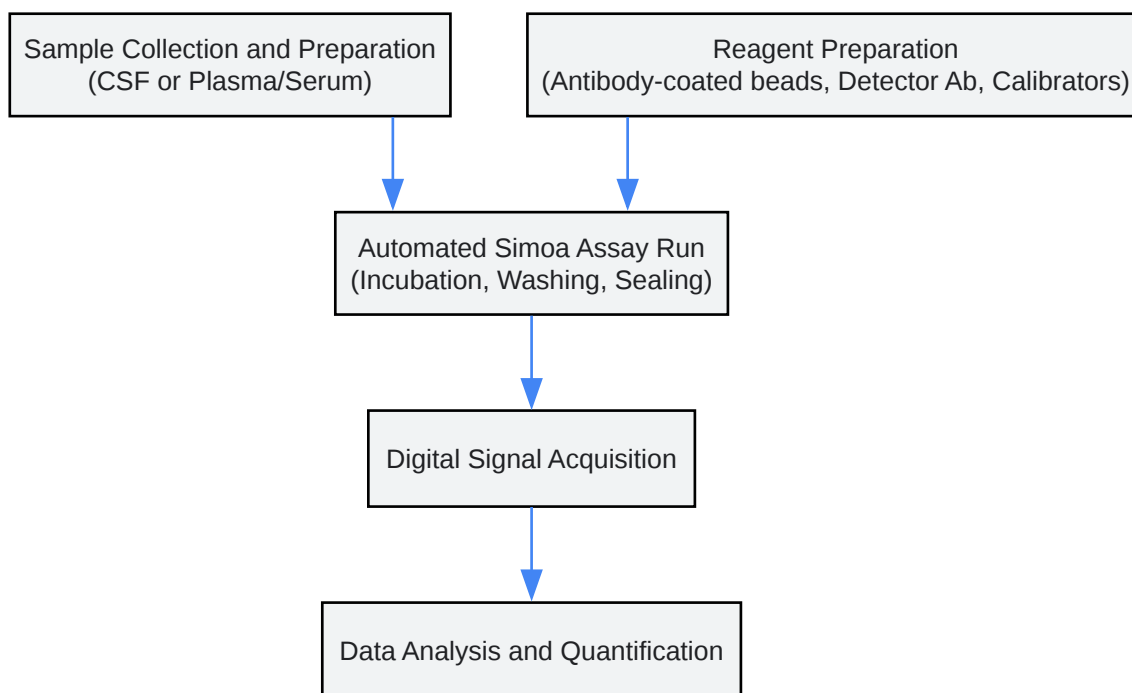 Sample Collection and Preparation
(CSF or Plasma/Serum)
Reagent Preparation
(Antibody-coated beads, Detector Ab, Calibrators)
Automated Simoa Assay Run
(Incubation, Washing, Sealing)
Digital Signal Acquisition
Data Analysis and Quantification